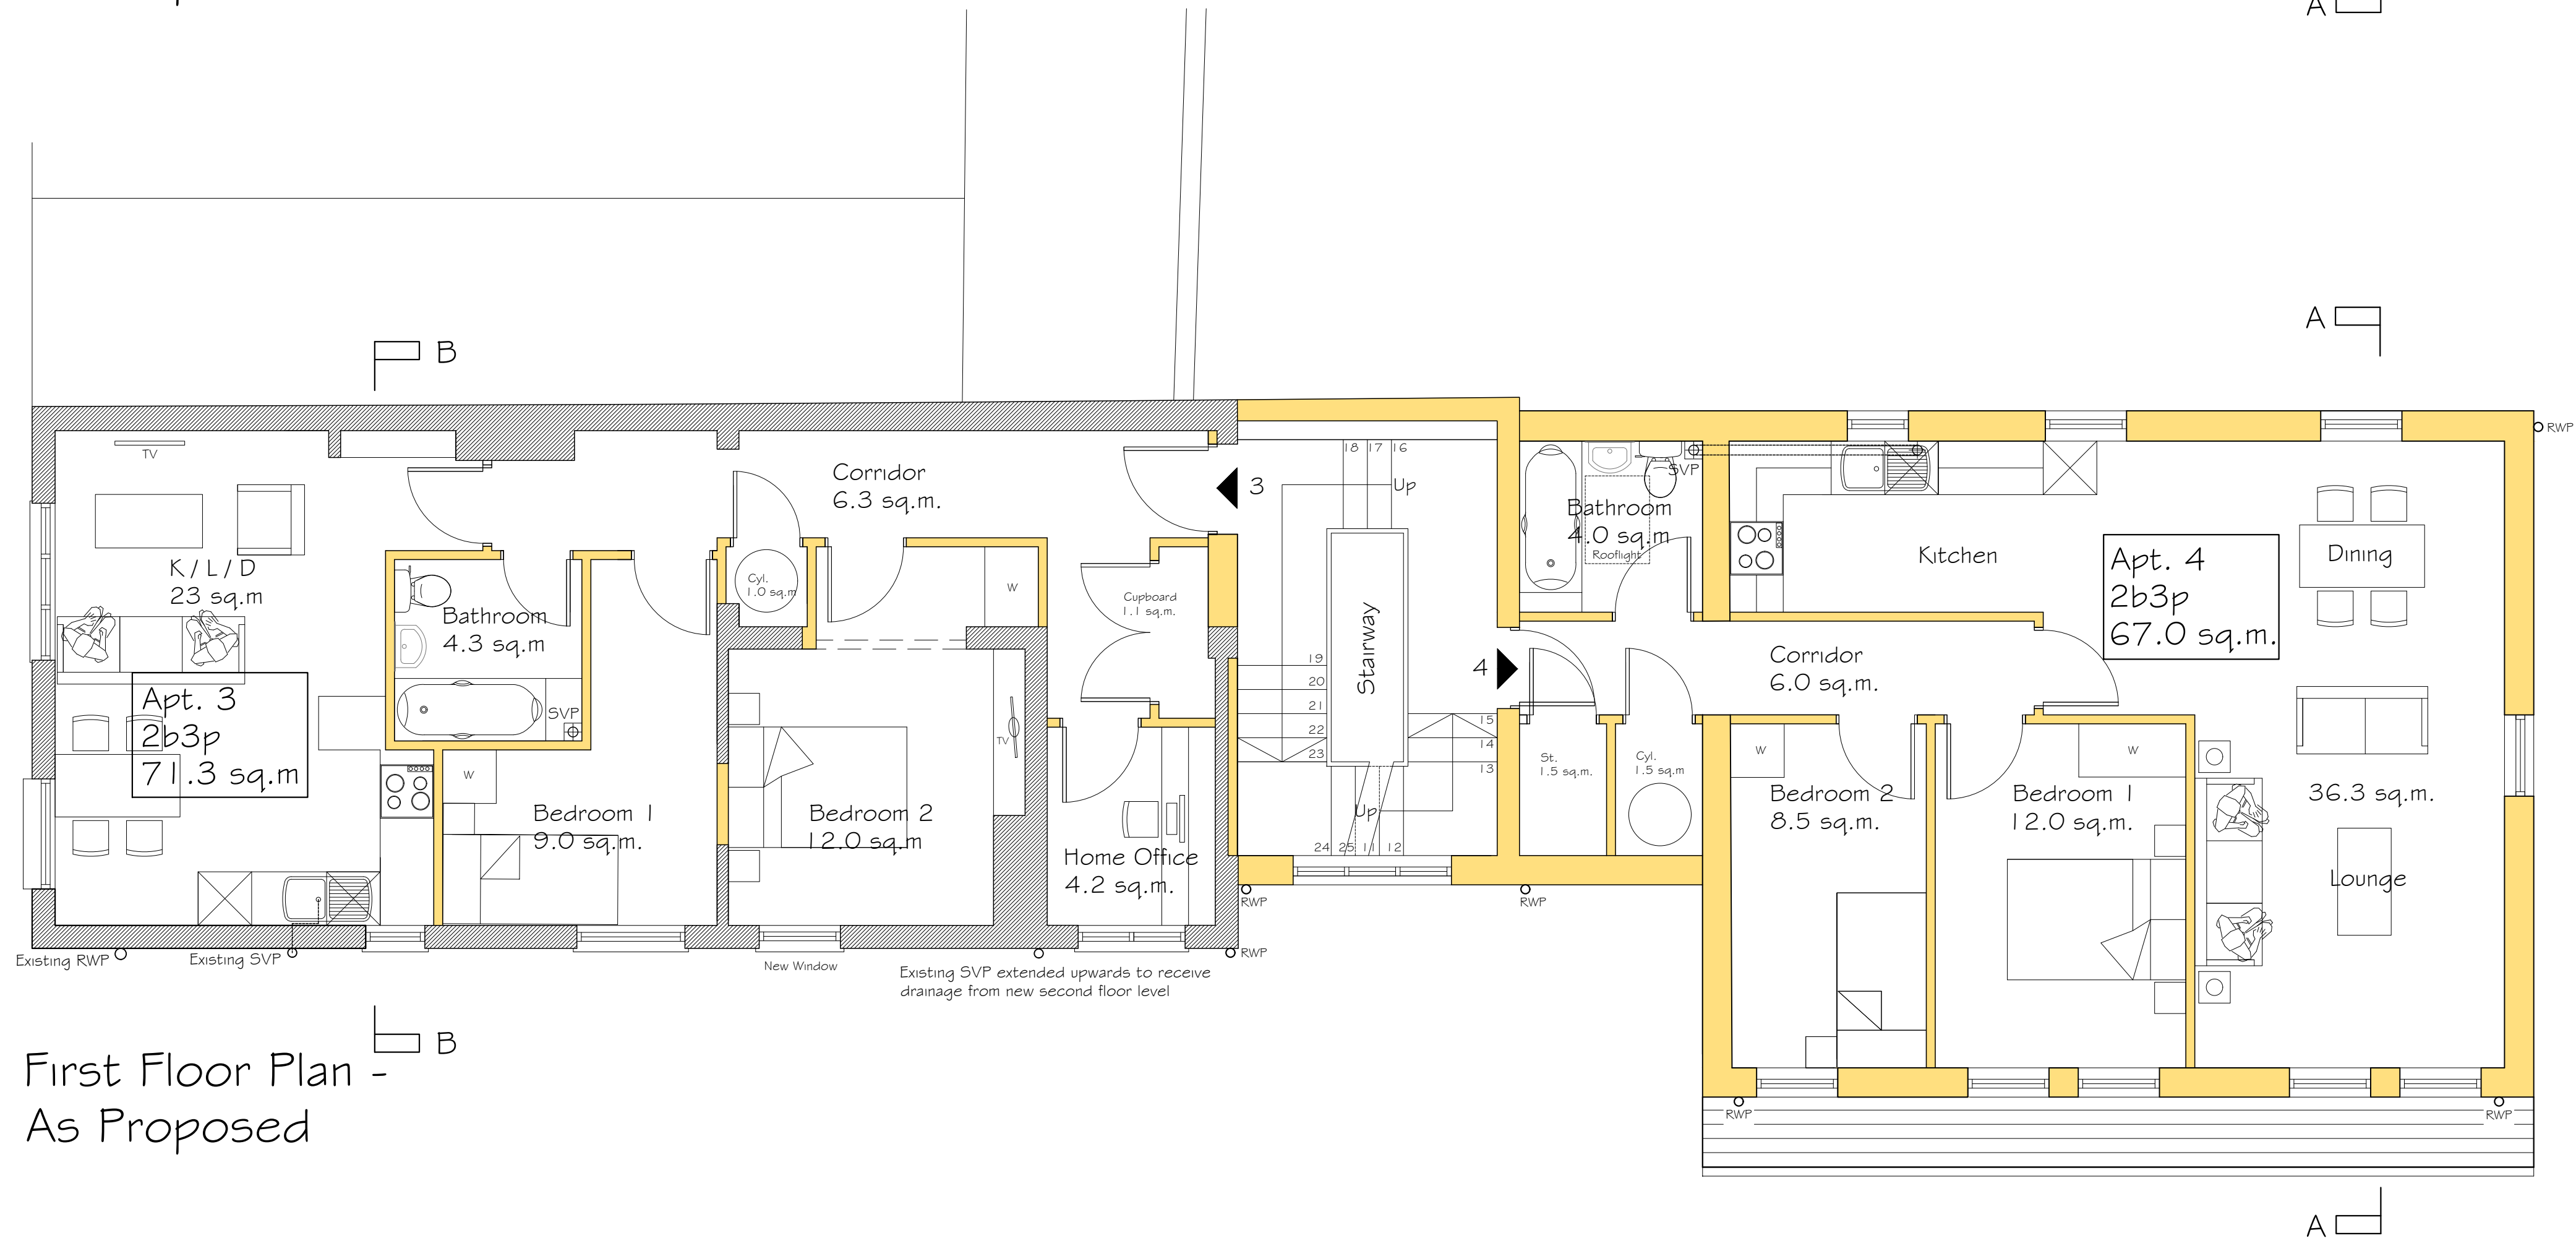 A
A
B
TV
K / L / D
23 sq.m
Apt. 3
2b3p
71.3 sq.m
Bathroom
4.3 sq.m
SVP
W
Bedroom 1
9.0 sq.m.
Corridor
6.3 sq.m.
Cyl.
1.0 sq.m
W
Bedroom 2
12.0 sq.m
TV
Cupboard
1.1 sq.m.
Home Office
4.2 sq.m.
3
18 17 16
Up
Stairway
19
20
21
22
23
15
14
13
Up
24 25 11 12
4
Bathroom
4.0 sq.m
Rooflight
SVP
Kitchen
Apt. 4
2b3p
67.0 sq.m.
Dining
Corridor
6.0 sq.m.
St.
1.5 sq.m.
Cyl.
1.5 sq.m
W
Bedroom 2
8.5 sq.m.
W
Bedroom 1
12.0 sq.m.
36.3 sq.m.
Lounge
RWP
RWP
RWP
RWP
RWP
RWP
Existing RWP
Existing SVP
New Window
Existing SVP extended upwards to receive
drainage from new second floor level
B
First Floor Plan -
As Proposed
A